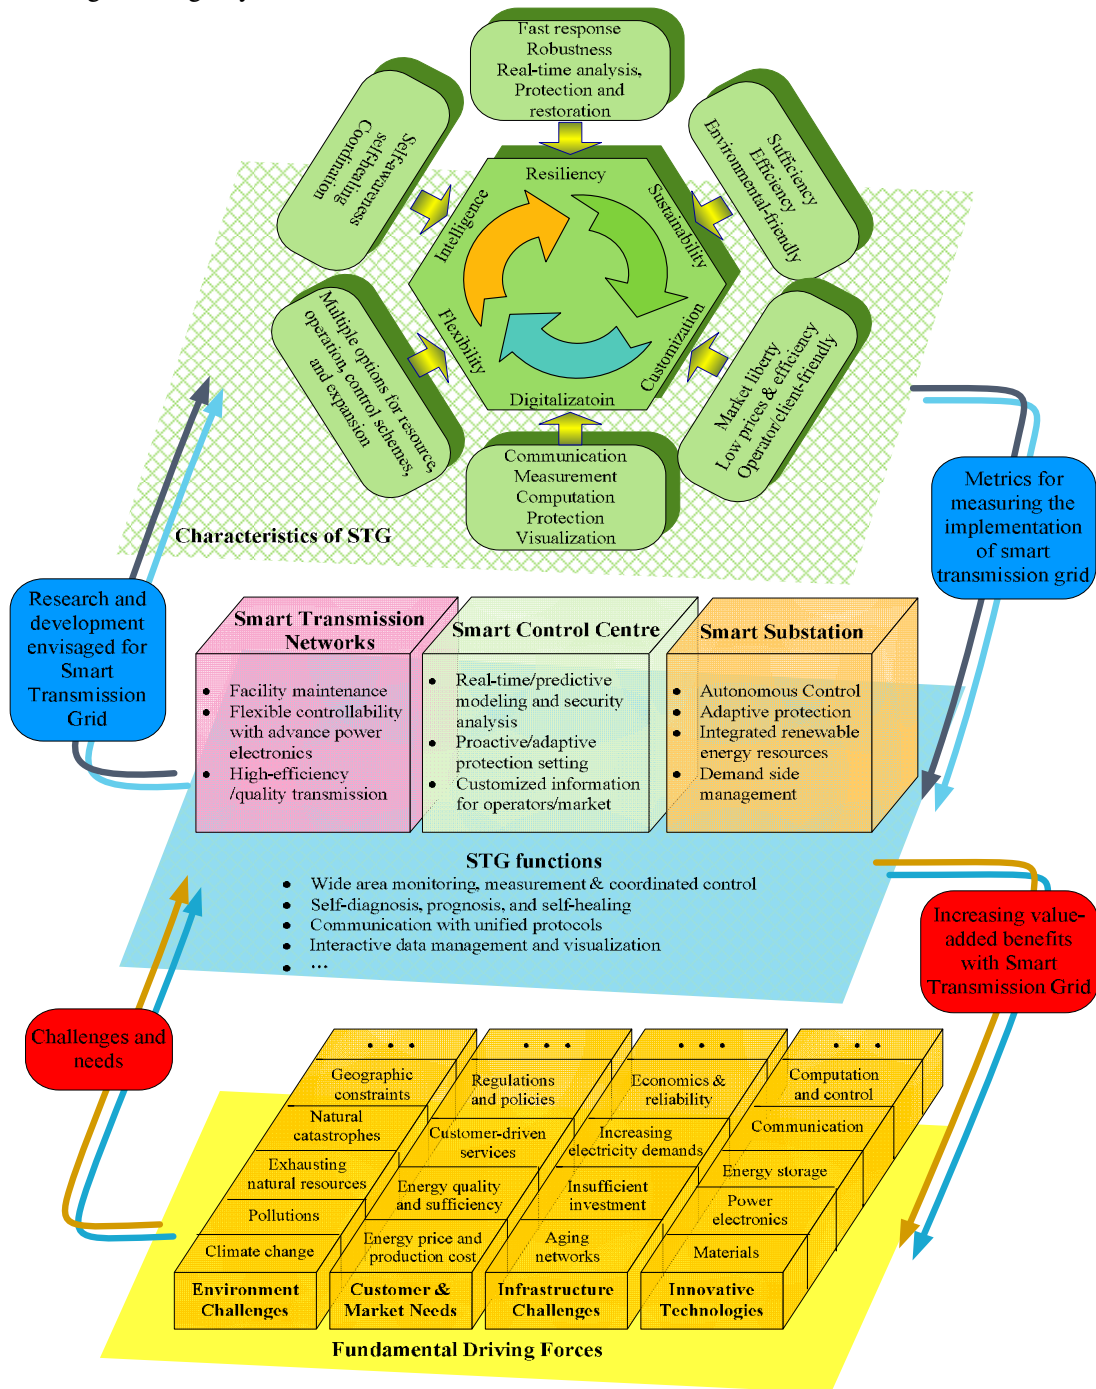 Fast response
Robustness
Real-time analysis,
Protection and
restoration
Self-awareness
self-healing
Coordination
Sufficiency
Efficiency
Environmental-friendly
Resiliency
Intelligence
Sustainability
Flexibility
Customization
Digitalizatoin
Multiple options for resource,
operation, control schemes,
and expansion
Market liberty
Low prices & efficiency
Operator/client-friendly
Communication
Measurement
Computation
Protection
Visualization
Characteristics of STG
Metrics for
measuring the
implementation
of smart
transmission grid
Research and
development
envisaged for
Smart
Transmission
Grid
Smart Transmission
Networks
• Facility maintenance
• Flexible controllability
with advance power
electronics
• High-efficiency
/quality transmission
Smart Control Centre
• Real-time/predictive
modeling and security
analysis
• Proactive/adaptive
protection setting
• Customized information
for operators/market
Smart Substation
• Autonomous Control
• Adaptive protection
• Integrated renewable
energy resources
• Demand side
management
STG functions
• Wide area monitoring, measurement & coordinated control
• Self-diagnosis, prognosis, and self-healing
• Communication with unified protocols
• Interactive data management and visualization
• ...
Increasing value-
added benefits
with Smart
Transmission Grid
Challenges and
needs
• • •
Geographic
constraints
Natural
catastrophes
Exhausting
natural resources
Pollutions
Climate change
Environment
Challenges
• • •
Regulations
and policies
Customer-driven
services
Energy quality
and sufficiency
Energy price and
production cost
Customer &
Market Needs
• • •
Economics &
reliability
Increasing
electricity demands
Insufficient
investment
Aging
networks
Infrastructure
Challenges
• • •
Computation
and control
Communication
Energy storage
Power
electronics
Materials
Innovative
Technologies
Fundamental Driving Forces